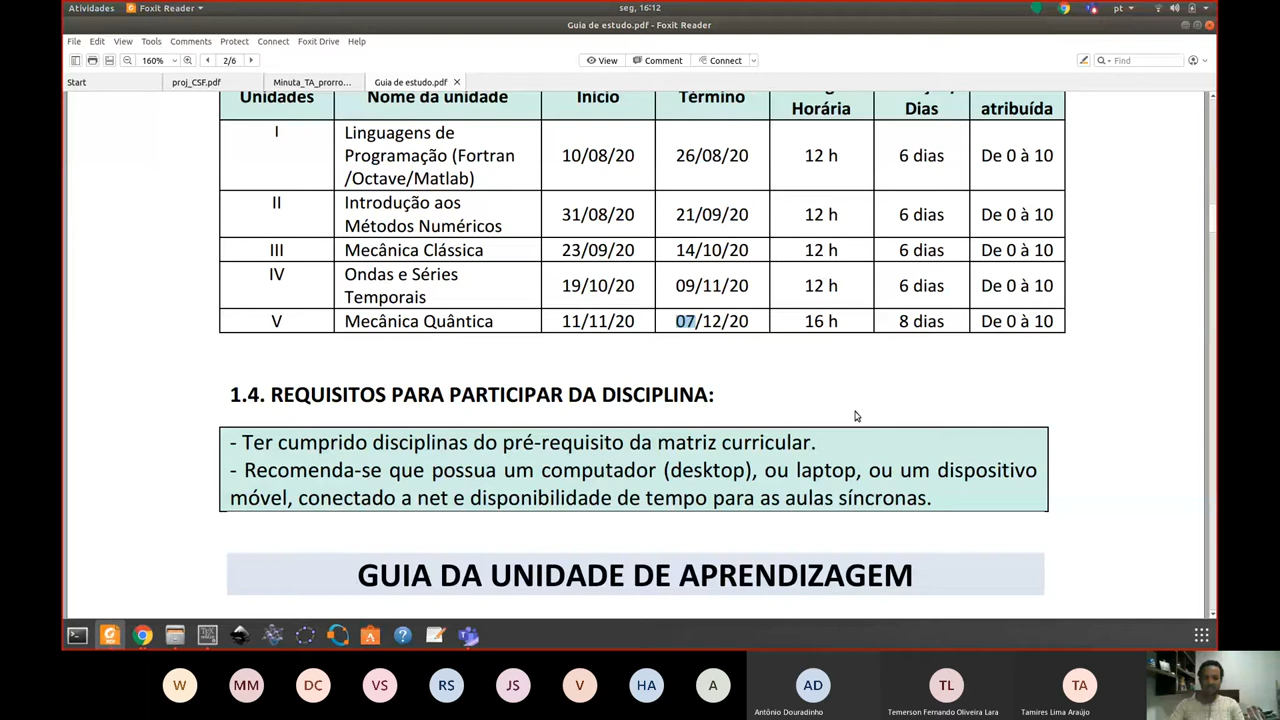 Atividades Foxit Reader seg, 16:12 pt
Guia de estudo.pdf - Foxit Reader
File Edit View Tools Comments Protect Connect Foxit Drive Help
160% 2/6 View Comment Connect Find
Start proj_CSF.pdf Minuta_TA_prorro... Guia de estudo.pdf
Unidades Nome da unidade Início Término Horária Dias atribuída
I Linguagens de
Programação (Fortran 10/08/20 26/08/20 12 h 6 dias De 0 à 10
/Octave/Matlab)
II Introdução aos
Métodos Numéricos 31/08/20 21/09/20 12 h 6 dias De 0 à 10
III Mecânica Clássica 23/09/20 14/10/20 12 h 6 dias De 0 à 10
IV Ondas e Séries
Temporais 19/10/20 09/11/20 12 h 6 dias De 0 à 10
V Mecânica Quântica 11/11/20 07/12/20 16 h 8 dias De 0 à 10
1.4. REQUISITOS PARA PARTICIPAR DA DISCIPLINA:
- Ter cumprido disciplinas do pré-requisito da matriz curricular.
- Recomenda-se que possua um computador (desktop), ou laptop, ou um dispositivo
móvel, conectado a net e disponibilidade de tempo para as aulas síncronas.
GUIA DA UNIDADE DE APRENDIZAGEM
W MM DC VS RS JS V HA A AD TL TA
Antônio Douradinho Temerson Fernando Oliveira Lara Tamires Lima Araújo